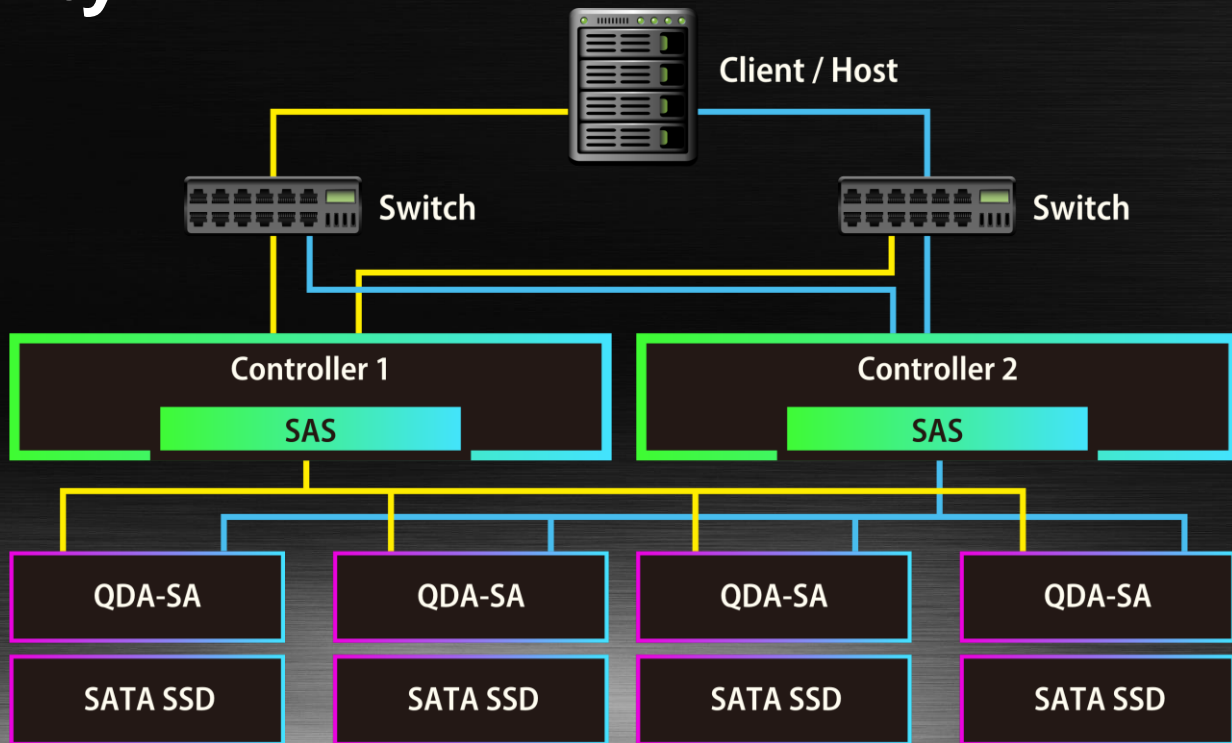 Client / Host
Switch
Switch
Controller 1
Controller 2
SAS
SAS
QDA-SA
QDA-SA
QDA-SA
QDA-SA
SATA SSD
SATA SSD
SATA SSD
SATA SSD